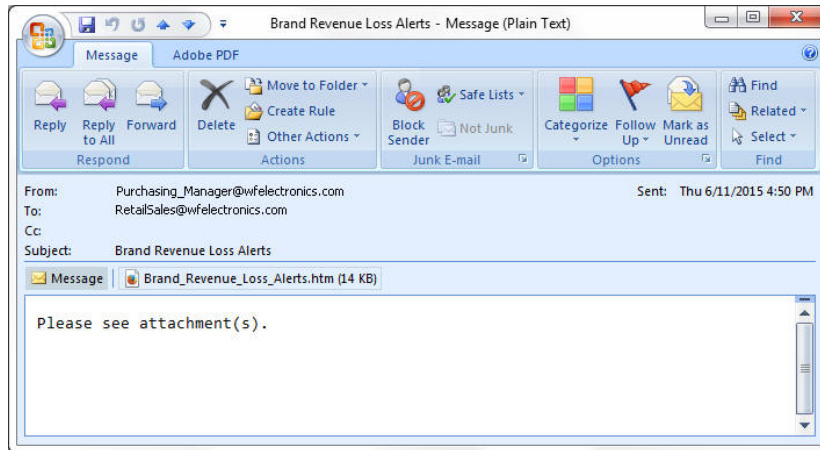 Brand Revenue Loss Alerts - Message (Plain Text)
Message Adobe PDF
Reply Reply to All Forward
Respond
Delete Move to Folder
Create Rule
Other Actions
Actions
Block Sender Safe Lists
Not Junk
Junk E-mail
Categorize Follow Up Mark as Unread
Options
Find
Related
Select
Find
From: Purchasing_Manager@wfelectronics.com Sent: Thu 6/11/2015 4:50 PM
To: RetailSales@wfelectronics.com
Cc:
Subject: Brand Revenue Loss Alerts
Message Brand_Revenue_Loss_Alerts.htm (14 KB)
Please see attachment(s).